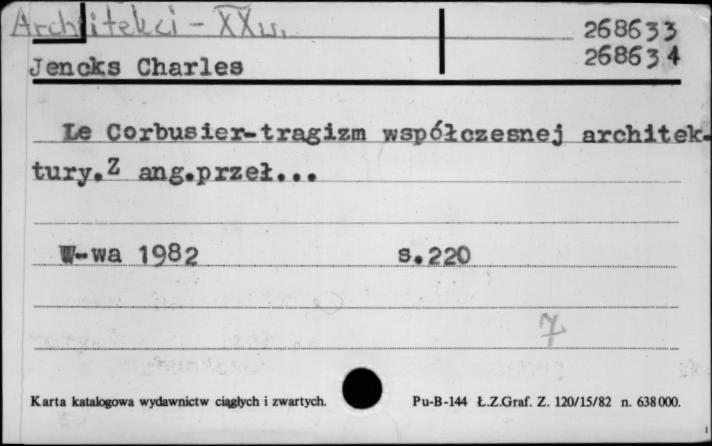 Architekci - XXw.
268633
268634
Jencks Charles
Le Corbusier-tragizm współczesnej architek-
tury.Z ang.przeł...
W-wa 1982 s.220
7
Karta katalogowa wydawnictw ciągłych i zwartych. Pu-B-144 Ł.Z.Graf. Z. 120/15/82 n. 638000.